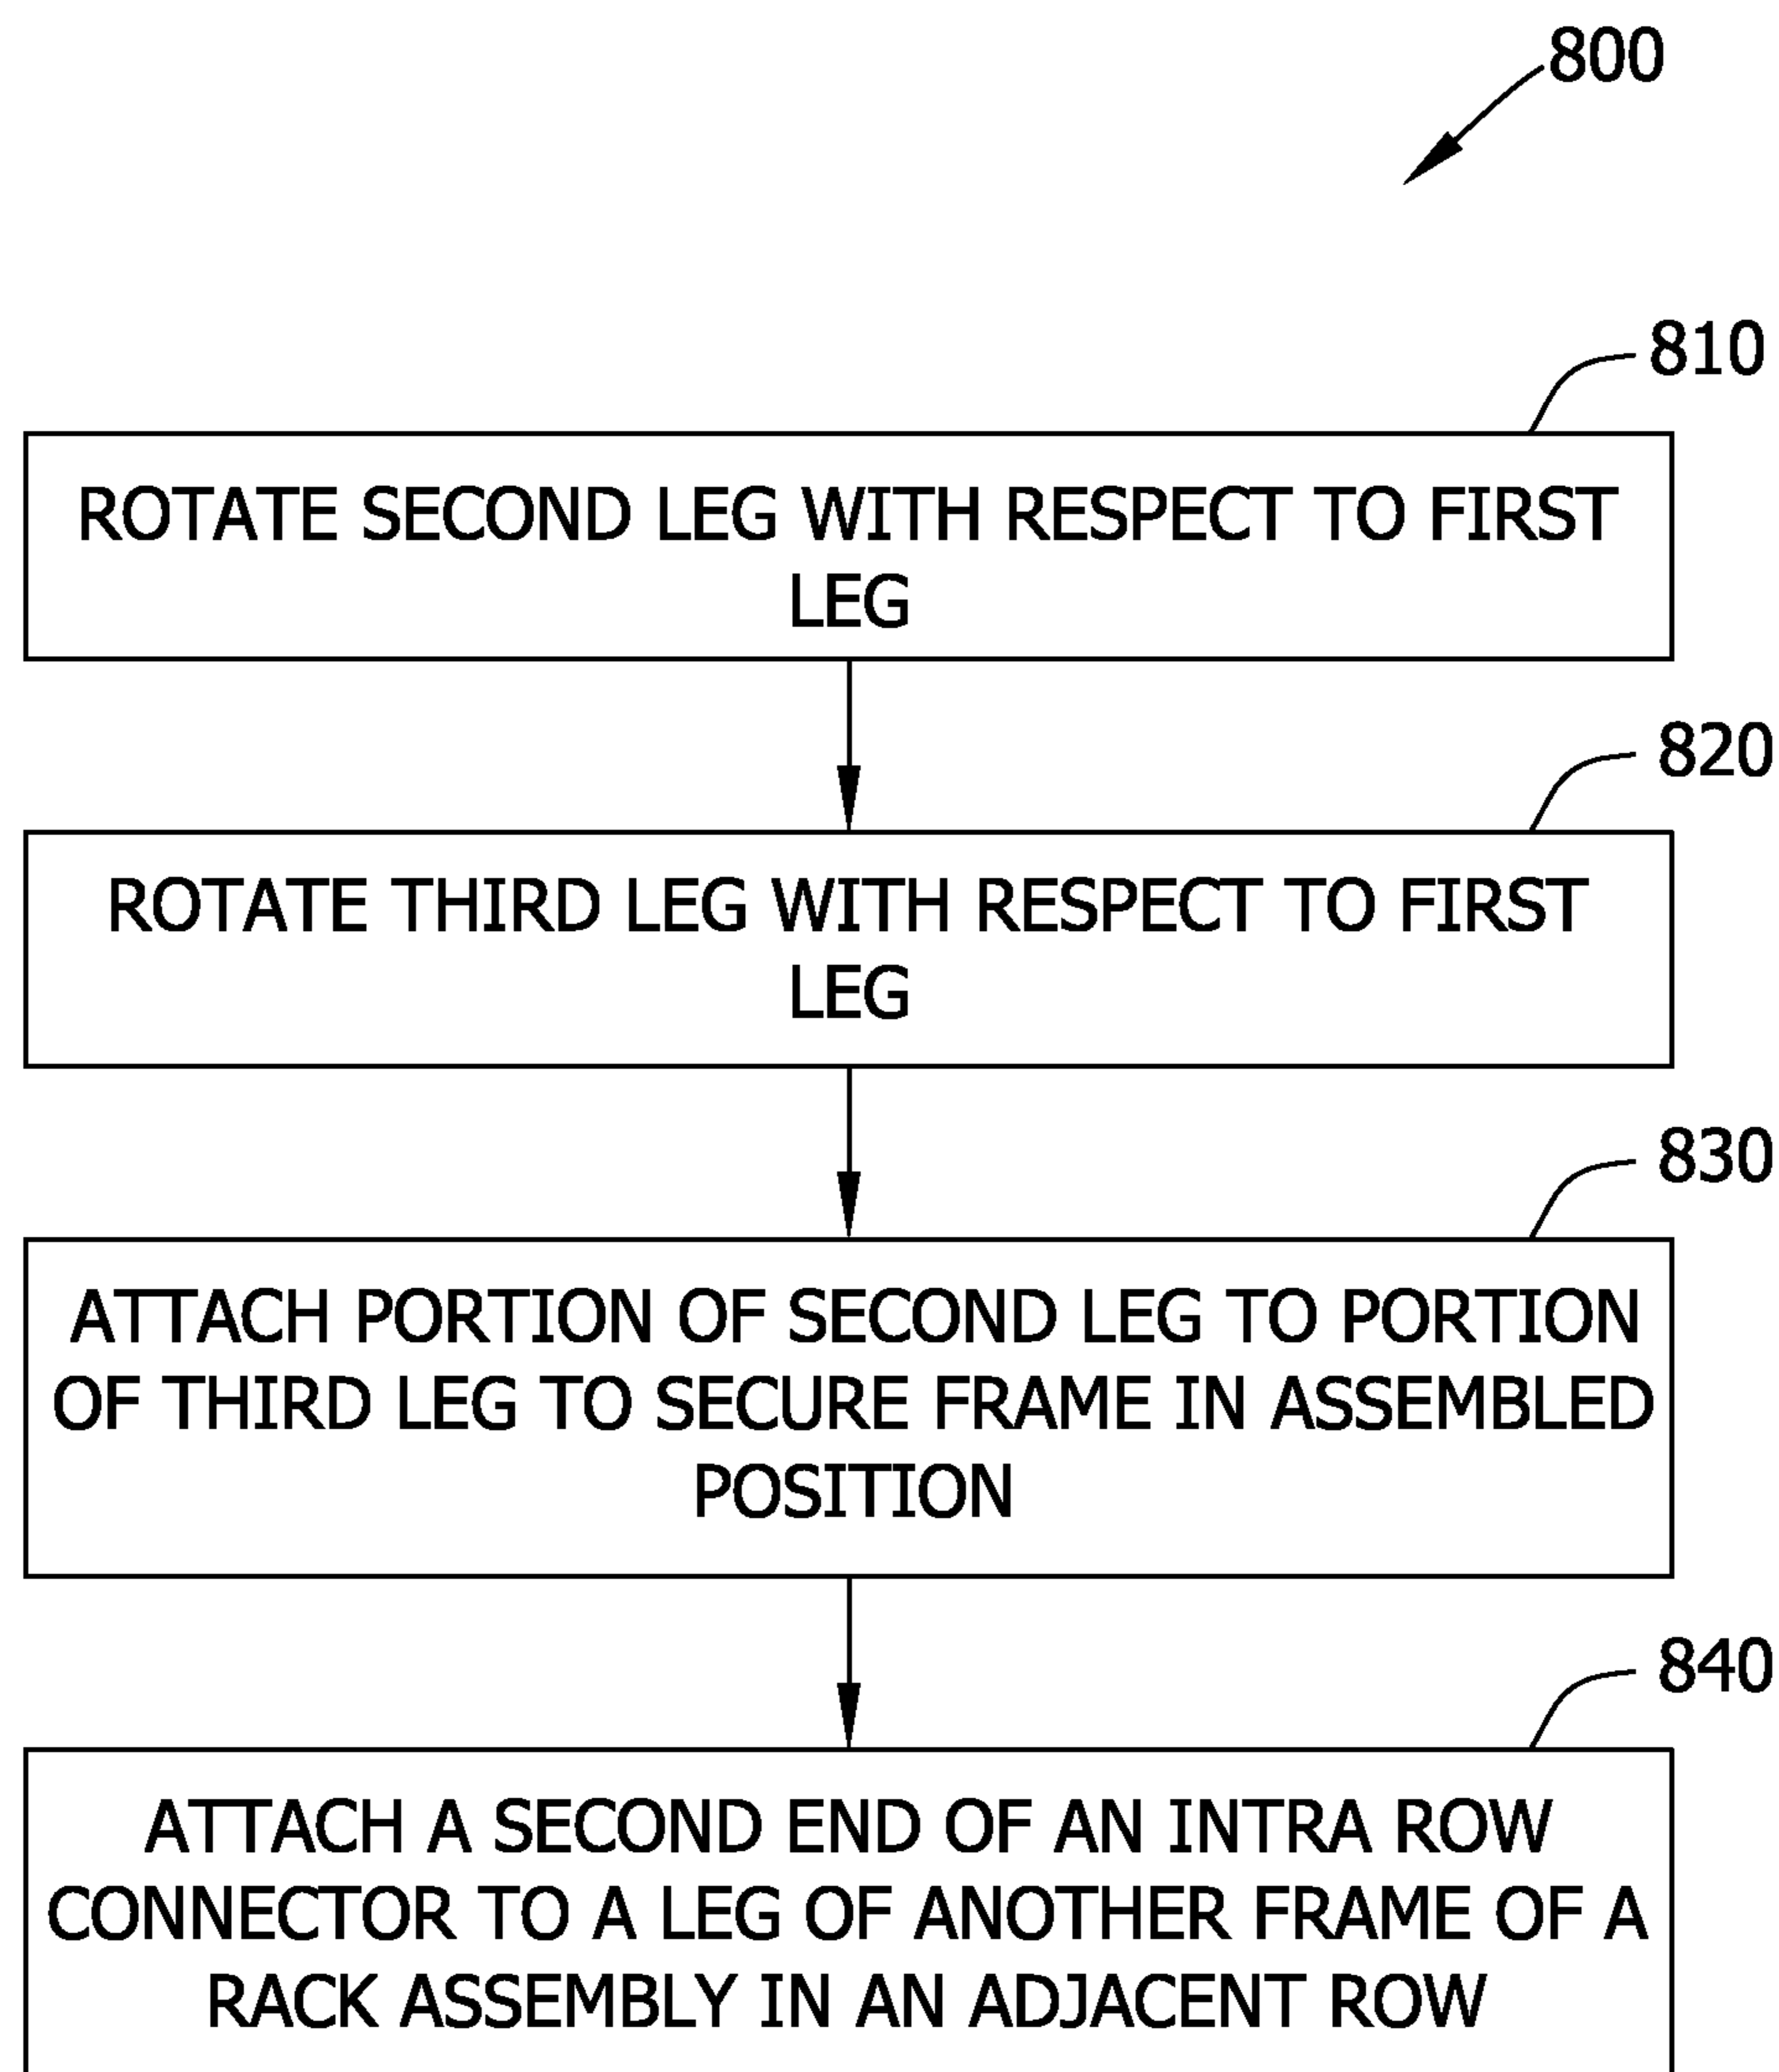 800
810
ROTATE SECOND LEG WITH RESPECT TO FIRST
LEG
820
ROTATE THIRD LEG WITH RESPECT TO FIRST
LEG
830
ATTACH PORTION OF SECOND LEG TO PORTION
OF THIRD LEG TO SECURE FRAME IN ASSEMBLED
POSITION
840
ATTACH A SECOND END OF AN INTRA ROW
CONNECTOR TO A LEG OF ANOTHER FRAME OF A
RACK ASSEMBLY IN AN ADJACENT ROW